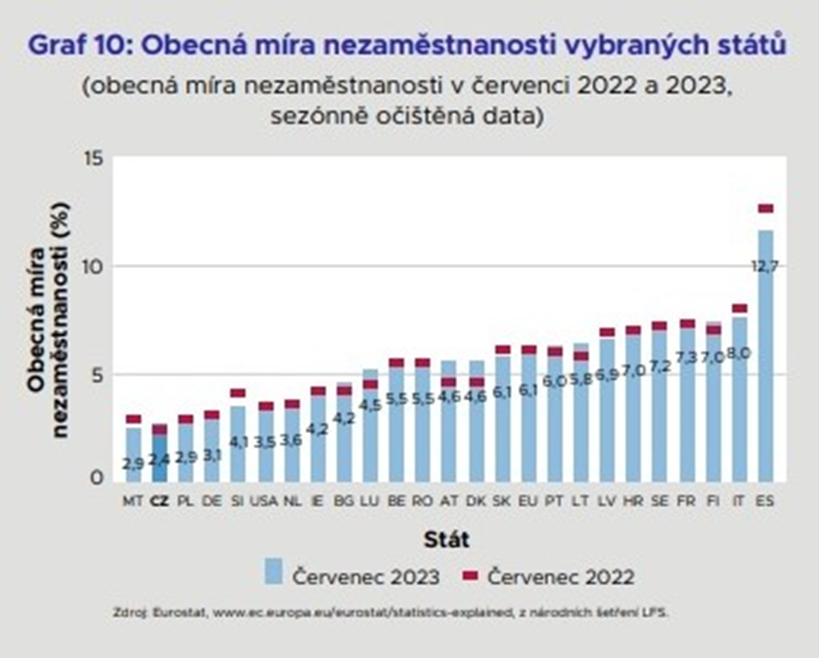 Graf 10: Obecná míra nezaměstnanosti vybraných států
(obecná míra nezaměstnanosti v červenci 2022 a 2023,
sezónně očištěná data)
Obecná míra
nezaměstnanosti (%)
15
10
5
0
2,9 2,4 2,9 3,1 4,1 3,5 3,6 4,2 4,2 4,5 5,5 5,5 4,6 4,6 6,1 6,1 6,0 5,8 6,9 7,0 7,2 7,3 7,0 8,0 12,7
MT CZ PL DE SI USA NL IE BG LU BE RO AT DK SK EU PT LT LV HR SE FR FI IT ES
Stát
Červenec 2023 Červenec 2022
Zdroj: Eurostat, www.ec.europa.eu/eurostat/statistics-explained, z národních šetření LFS.